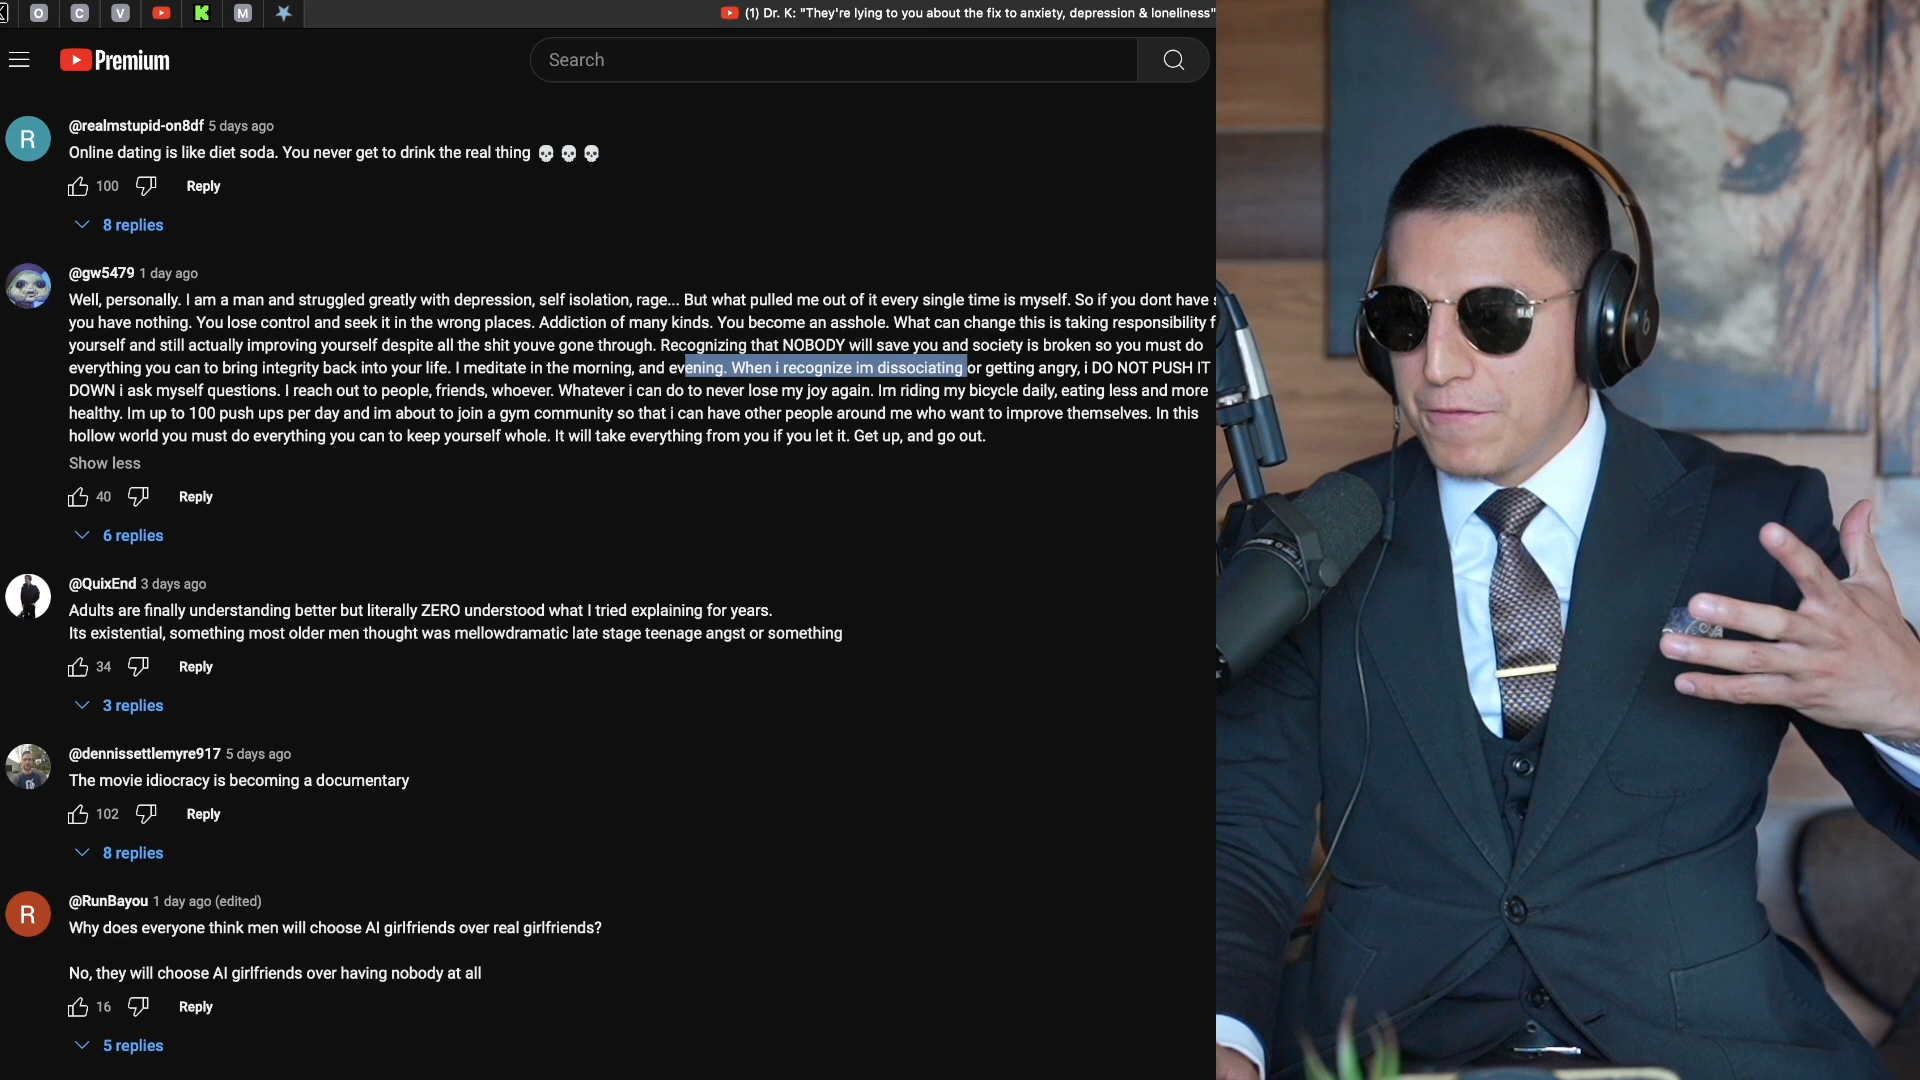 O C V K M
(1) Dr. K: "They're lying to you about the fix to anxiety, depression & loneliness"
Premium
Search
R
@realmstupid-on8df 5 days ago
Online dating is like diet soda. You never get to drink the real thing 💀 💀 💀
100 Reply
8 replies
@gw5479 1 day ago
Well, personally. I am a man and struggled greatly with depression, self isolation, rage... But what pulled me out of it every single time is myself. So if you dont have
you have nothing. You lose control and seek it in the wrong places. Addiction of many kinds. You become an asshole. What can change this is taking responsibility f
yourself and still actually improving yourself despite all the shit youve gone through. Recognizing that NOBODY will save you and society is broken so you must do
everything you can to bring integrity back into your life. I meditate in the morning, and evening. When i recognize im dissociating or getting angry, i DO NOT PUSH IT
DOWN i ask myself questions. I reach out to people, friends, whoever. Whatever i can do to never lose my joy again. Im riding my bicycle daily, eating less and more
healthy. Im up to 100 push ups per day and im about to join a gym community so that i can have other people around me who want to improve themselves. In this
hollow world you must do everything you can to keep yourself whole. It will take everything from you if you let it. Get up, and go out.
Show less
40 Reply
6 replies
@QuixEnd 3 days ago
Adults are finally understanding better but literally ZERO understood what I tried explaining for years.
Its existential, something most older men thought was mellowdramatic late stage teenage angst or something
34 Reply
3 replies
@dennissettlemyre917 5 days ago
The movie idiocracy is becoming a documentary
102 Reply
8 replies
R
@RunBayou 1 day ago (edited)
Why does everyone think men will choose AI girlfriends over real girlfriends?
No, they will choose AI girlfriends over having nobody at all
16 Reply
5 replies